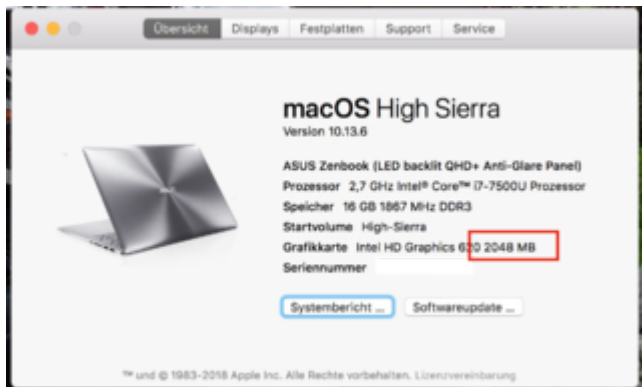 Übersicht Displays Festplatten Support Service
macOS High Sierra
Version 10.13.6
ASUS Zenbook (LED backlit QHD+ Anti-Glare Panel)
Prozessor 2,7 GHz Intel® Core™ i7-7500U Prozessor
Speicher 16 GB 1867 MHz DDR3
Startvolume High-Sierra
Grafikkarte Intel HD Graphics 620 2048 MB
Seriennummer
Systembericht ... Softwareupdate ...
™ und © 1983-2018 Apple Inc. Alle Rechte vorbehalten. Lizenzvereinbarung